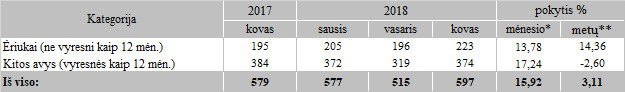 Kategorija 2017 2018 pokytis %
kovas sausis vasaris kovas mėnesio* metų**
Ėriukai (ne vyresni kaip 12 mėn.) 195 205 196 223 13,78 14,36
Kitos avys (vyresnės kaip 12 mėn.) 384 372 319 374 17,24 -2,60
Iš viso: 579 577 515 597 15,92 3,11